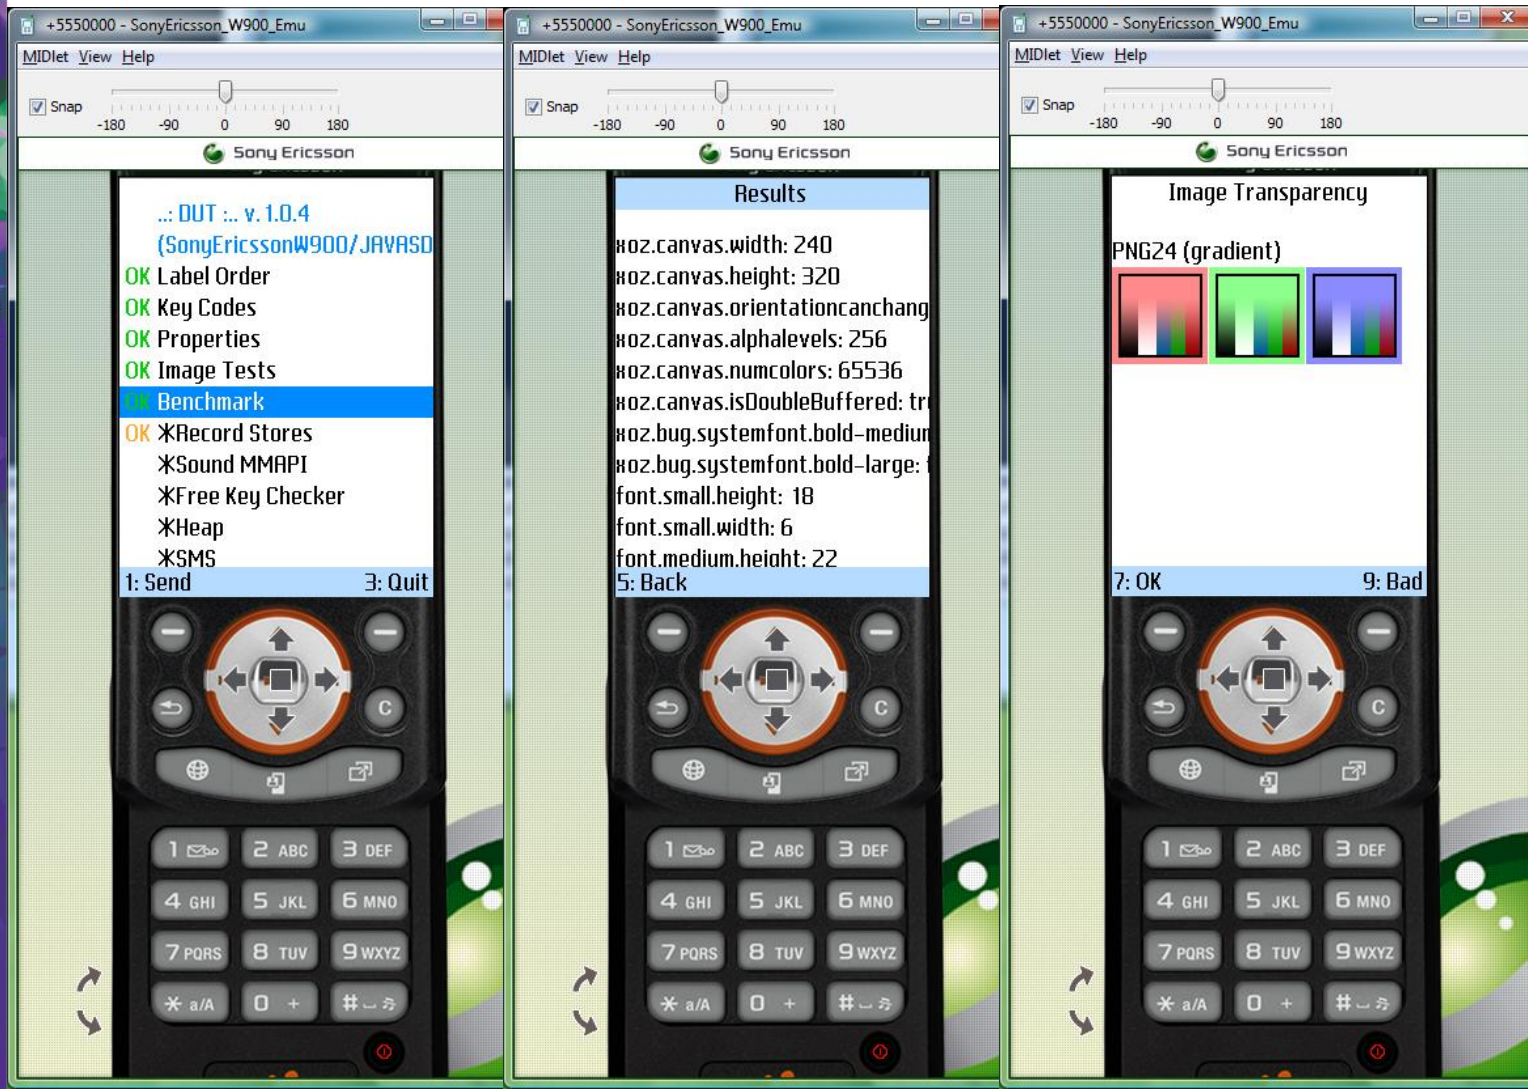 +5550000 - SonyEricsson_W900_Emu
MIDlet View Help
Snap
-180 -90 0 90 180
Sony Ericsson
..: DUT :.. v. 1.0.4
(SonyEricssonW900/JAVASD
OK Label Order
OK Key Codes
OK Properties
OK Image Tests
OK Benchmark
OK *Record Stores
*Sound MMAPI
*Free Key Checker
*Heap
*SMS
1: Send 3: Quit
C
1 2 ABC 3 DEF
4 GHI 5 JKL 6 MNO
7 PQRS 8 TUV 9 WXYZ
* a/A 0 + #
+5550000 - SonyEricsson_W900_Emu
MIDlet View Help
Snap
-180 -90 0 90 180
Sony Ericsson
Results
xoz.canvas.width: 240
xoz.canvas.height: 320
xoz.canvas.orientationcanchang
xoz.canvas.alphalevels: 256
xoz.canvas.numcolors: 65536
xoz.canvas.isDoubleBuffered: tr
xoz.bug.systemfont.bold-medium
xoz.bug.systemfont.bold-large:
font.small.height: 18
font.small.width: 6
font.medium.height: 22
5: Back
C
1 2 ABC 3 DEF
4 GHI 5 JKL 6 MNO
7 PQRS 8 TUV 9 WXYZ
* a/A 0 + #
+5550000 - SonyEricsson_W900_Emu
MIDlet View Help
Snap
-180 -90 0 90 180
Sony Ericsson
Image Transparency
PNG24 (gradient)
7: OK 9: Bad
C
1 2 ABC 3 DEF
4 GHI 5 JKL 6 MNO
7 PQRS 8 TUV 9 WXYZ
* a/A 0 + #